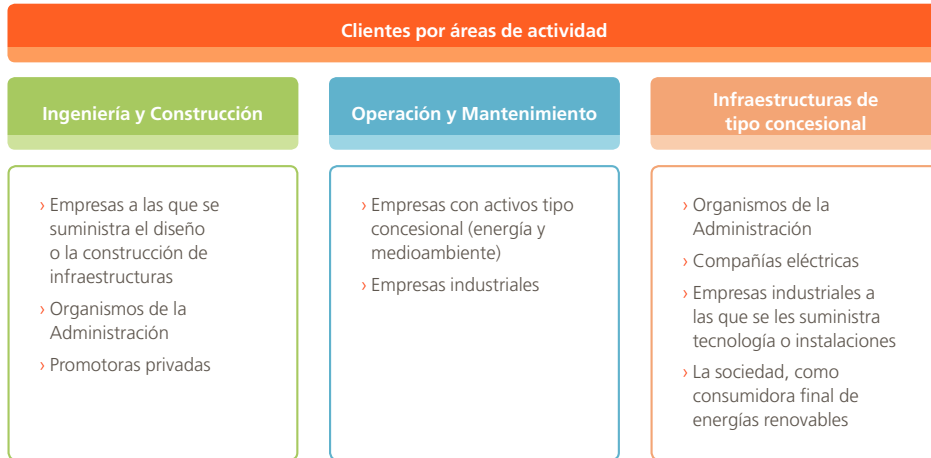 Clientes por áreas de actividad
Ingeniería y Construcción
› Empresas a las que se
suministra el diseño
o la construcción de
infraestructuras
› Organismos de la
Administración
› Promotoras privadas
Operación y Mantenimiento
› Empresas con activos tipo
concesional (energía y
medioambiente)
› Empresas industriales
Infraestructuras de
tipo concesional
› Organismos de la
Administración
› Compañías eléctricas
› Empresas industriales a
las que se les suministra
tecnología o instalaciones
› La sociedad, como
consumidora final de
energías renovables